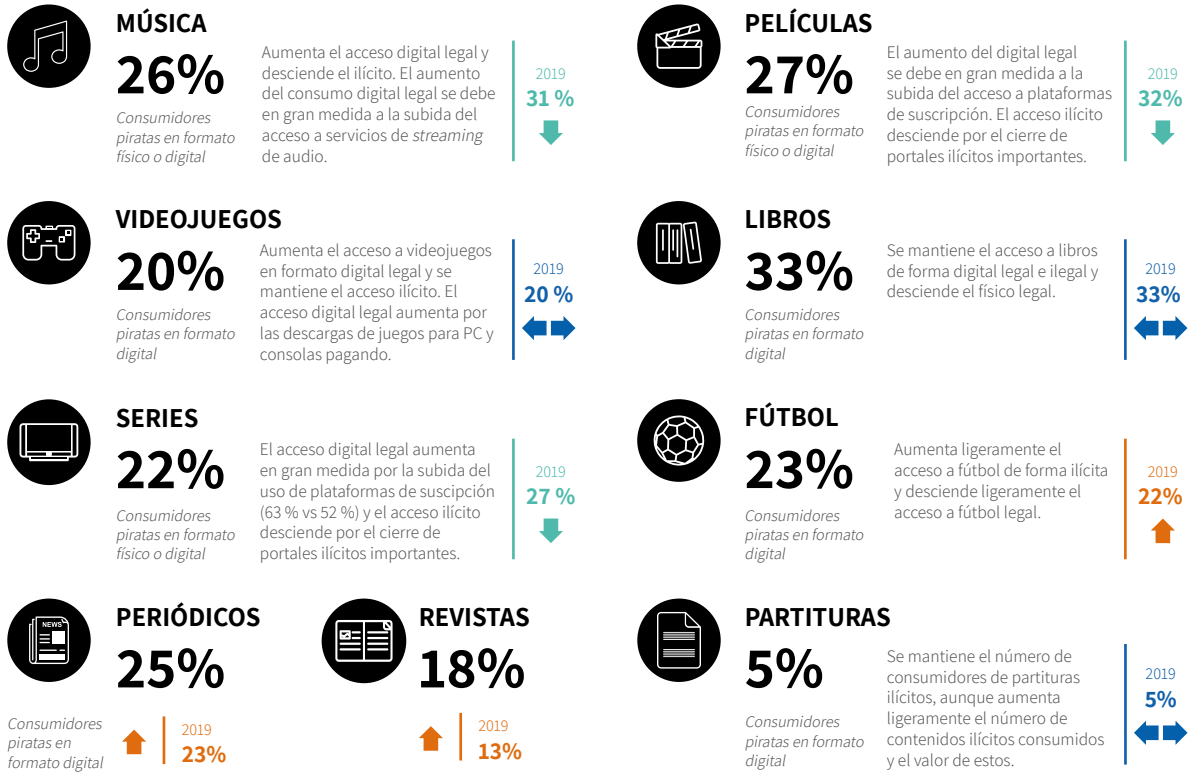 MÚSICA
26%
Consumidores
piratas en formato
físico o digital
Aumenta el acceso digital legal y
desciende el ilícito. El aumento
del consumo digital legal se debe
en gran medida a la subida del
acceso a servicios de streaming
de audio.
2019
31 %
PELÍCULAS
27%
Consumidores
piratas en formato
físico o digital
El aumento del digital legal
se debe en gran medida a la
subida del acceso a plataformas
de suscripción. El acceso ilícito
desciende por el cierre de
portales ilícitos importantes.
2019
32%
VIDEOJUEGOS
20%
Consumidores
piratas en formato
digital
Aumenta el acceso a videojuegos
en formato digital legal y se
mantiene el acceso ilícito. El
acceso digital legal aumenta por
las descargas de juegos para PC y
consolas pagando.
2019
20 %
LIBROS
33%
Consumidores
piratas en formato
digital
Se mantiene el acceso a libros
de forma digital legal e ilegal y
desciende el físico legal.
2019
33%
SERIES
22%
Consumidores
piratas en formato
físico o digital
El acceso digital legal aumenta
en gran medida por la subida del
uso de plataformas de suscipción
(63 % vs 52 %) y el acceso ilícito
desciende por el cierre de
portales ilícitos importantes.
2019
27 %
FÚTBOL
23%
Consumidores
piratas en formato
digital
Aumenta ligeramente el
acceso a fútbol de forma ilícita
y desciende ligeramente el
acceso a fútbol legal.
2019
22%
NEWS
PERIÓDICOS
25%
Consumidores
piratas en
formato digital
2019
23%
REVISTAS
18%
2019
13%
PARTITURAS
5%
Consumidores
piratas en formato
digital
Se mantiene el número de
consumidores de partituras
ilícitos, aunque aumenta
ligeramente el número de
contenidos ilícitos consumidos
y el valor de estos.
2019
5%